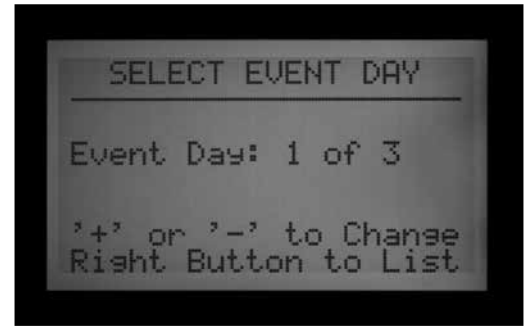 SELECT EVENT DAY
Event Day: 1 of 3
'+' or '-' to Change
Right Button to List